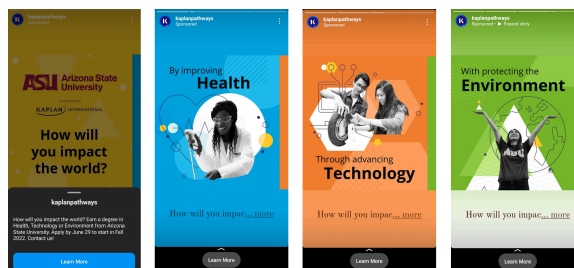 kaplanpathways
Sponsored
ASU Arizona State
University
KAPLAN INTERNATIONAL
How will
you impact
the world?
kaplanpathways
How will you impact the world? Earn a degree in
Health, Technology or Environment from Arizona
State University. Apply by June 29 to start in Fall
2022. Contact us!
Learn More
K
kaplanpathways
Sponsored
By improving
Health
How will you impac... more
Learn More
K
kaplanpathways
Sponsored
Through advancing
Technology
How will you impac... more
Learn More
K
kaplanpathways
Sponsored • Expand story
With protecting the
Environment
How will you impac... more
Learn More